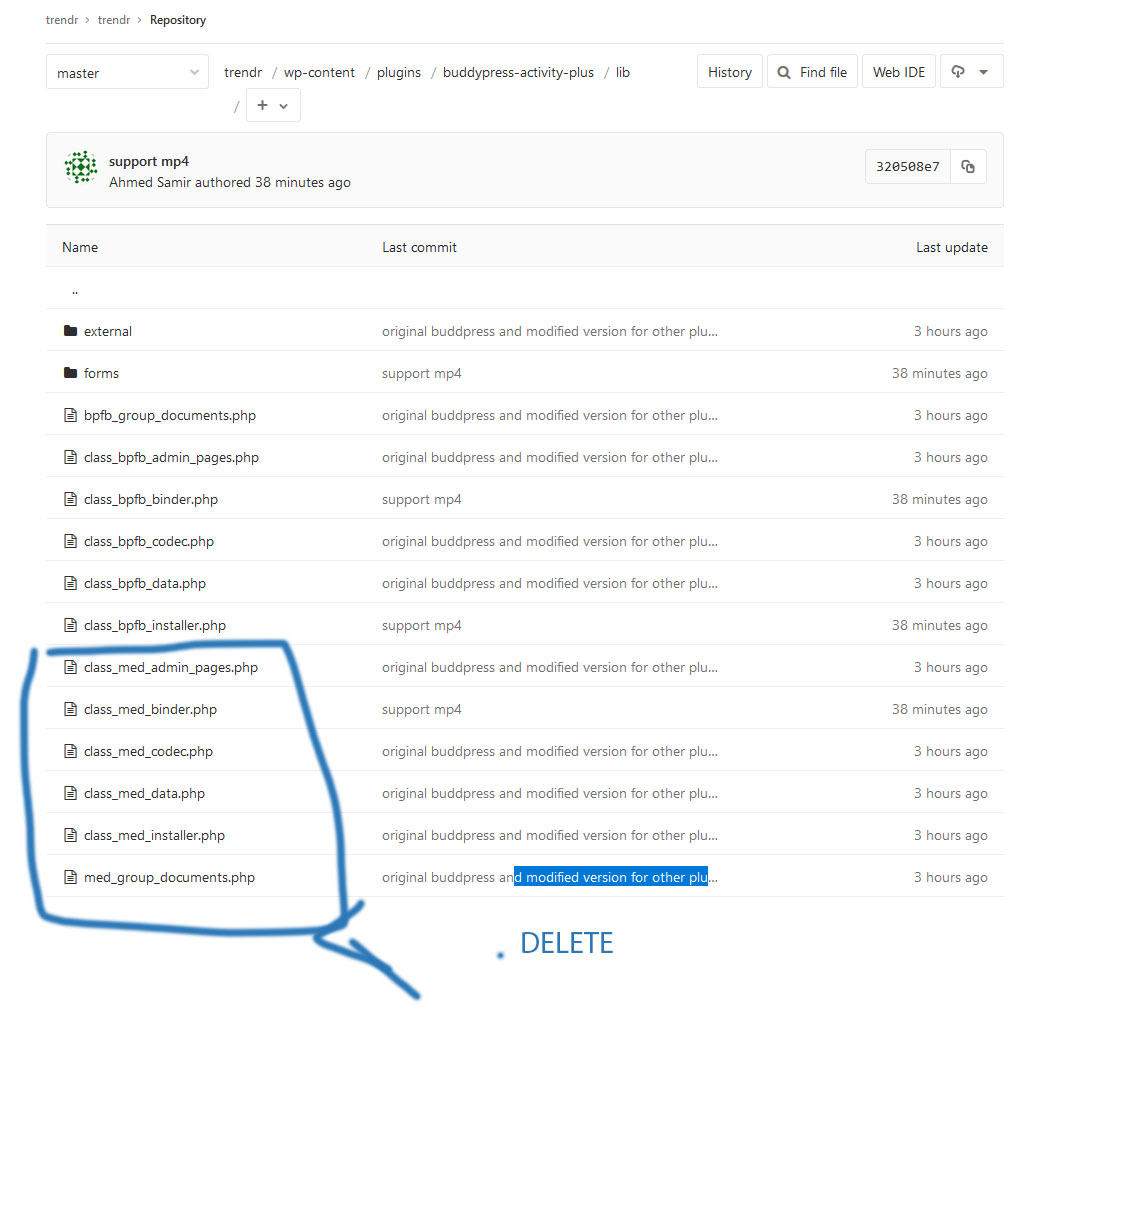 trendr › trendr › Repository
master
trendr / wp-content / plugins / buddypress-activity-plus / lib
/ +
History
Find file
Web IDE
support mp4
Ahmed Samir authored 38 minutes ago
320508e7
Name Last commit Last update
..
external original buddpress and modified version for other plu... 3 hours ago
forms support mp4 38 minutes ago
bpfb_group_documents.php original buddpress and modified version for other plu... 3 hours ago
class_bpfb_admin_pages.php original buddpress and modified version for other plu... 3 hours ago
class_bpfb_binder.php support mp4 38 minutes ago
class_bpfb_codec.php original buddpress and modified version for other plu... 3 hours ago
class_bpfb_data.php original buddpress and modified version for other plu... 3 hours ago
class_bpfb_installer.php support mp4 38 minutes ago
class_med_admin_pages.php original buddpress and modified version for other plu... 3 hours ago
class_med_binder.php support mp4 38 minutes ago
class_med_codec.php original buddpress and modified version for other plu... 3 hours ago
class_med_data.php original buddpress and modified version for other plu... 3 hours ago
class_med_installer.php original buddpress and modified version for other plu... 3 hours ago
med_group_documents.php original buddpress and modified version for other plu... 3 hours ago
. DELETE